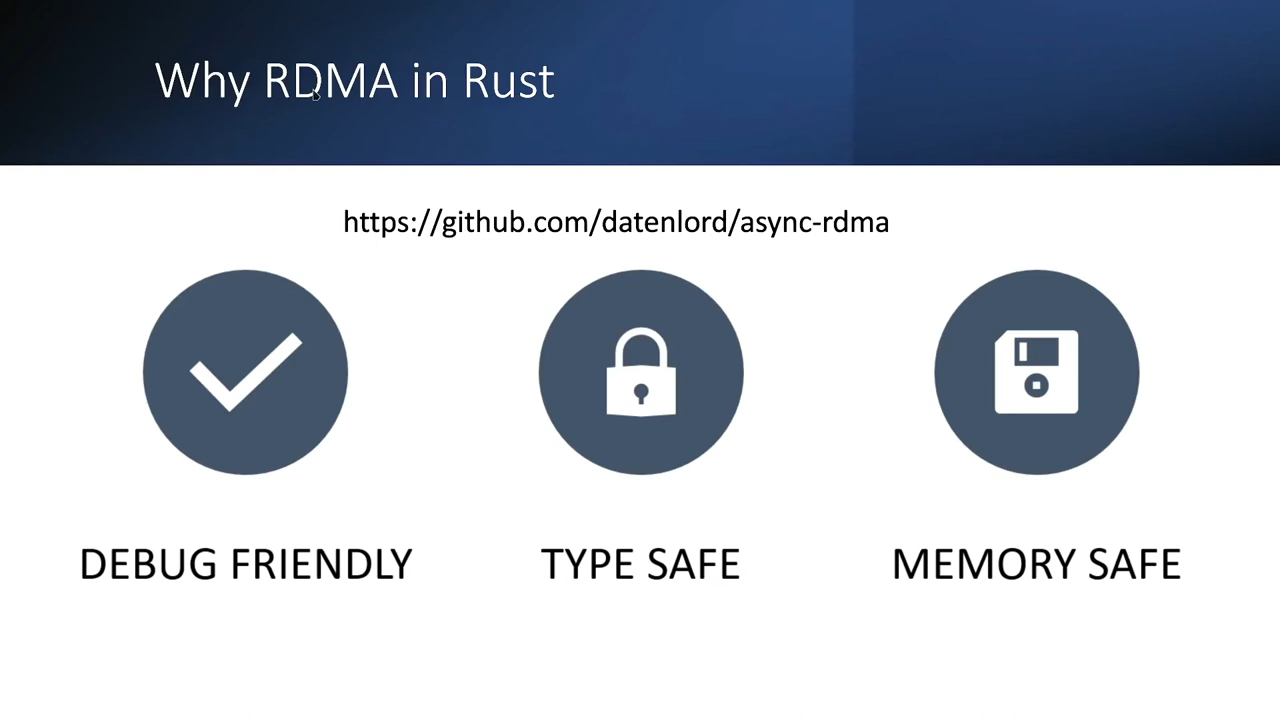 Why RDMA in Rust
https://github.com/datenlord/async-rdma
DEBUG FRIENDLY
TYPE SAFE
MEMORY SAFE